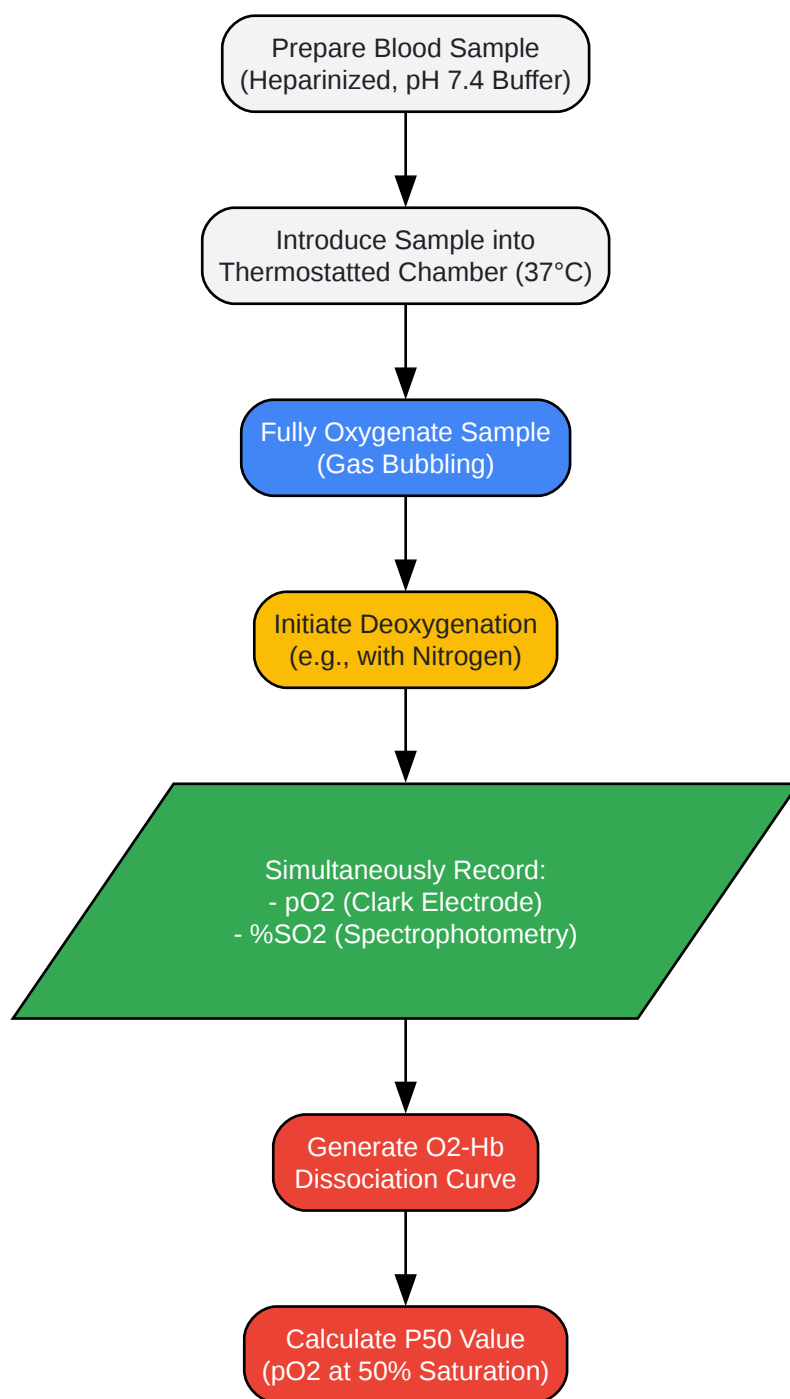 Prepare Blood Sample
(Heparinized, pH 7.4 Buffer)
Introduce Sample into
Thermostatted Chamber (37°C)
Fully Oxygenate Sample
(Gas Bubbling)
Initiate Deoxygenation
(e.g., with Nitrogen)
Simultaneously Record:
- pO2 (Clark Electrode)
- %SO2 (Spectrophotometry)
Generate O2-Hb
Dissociation Curve
Calculate P50 Value
(pO2 at 50% Saturation)